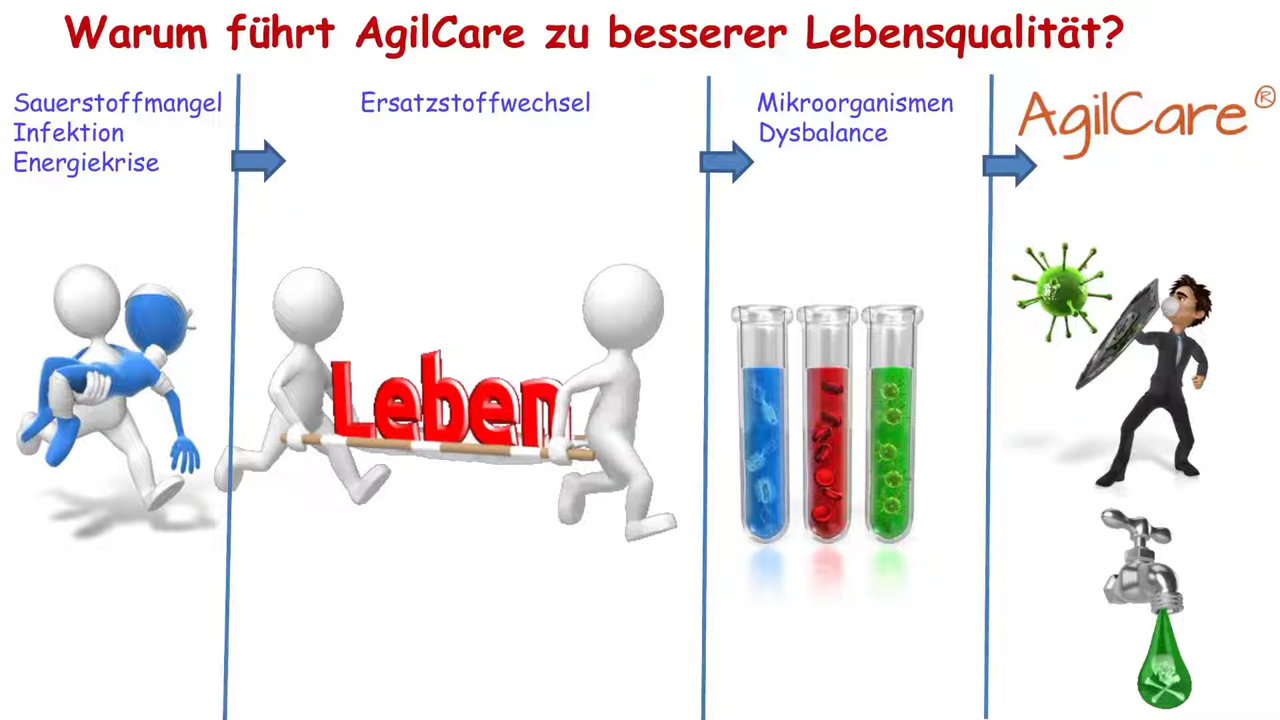 Warum führt AgilCare zu besserer Lebensqualität?
Sauerstoffmangel
Infektion
Energiekrise
Ersatzstoffwechsel
Mikroorganismen
Dysbalance
AgilCare®
Leben